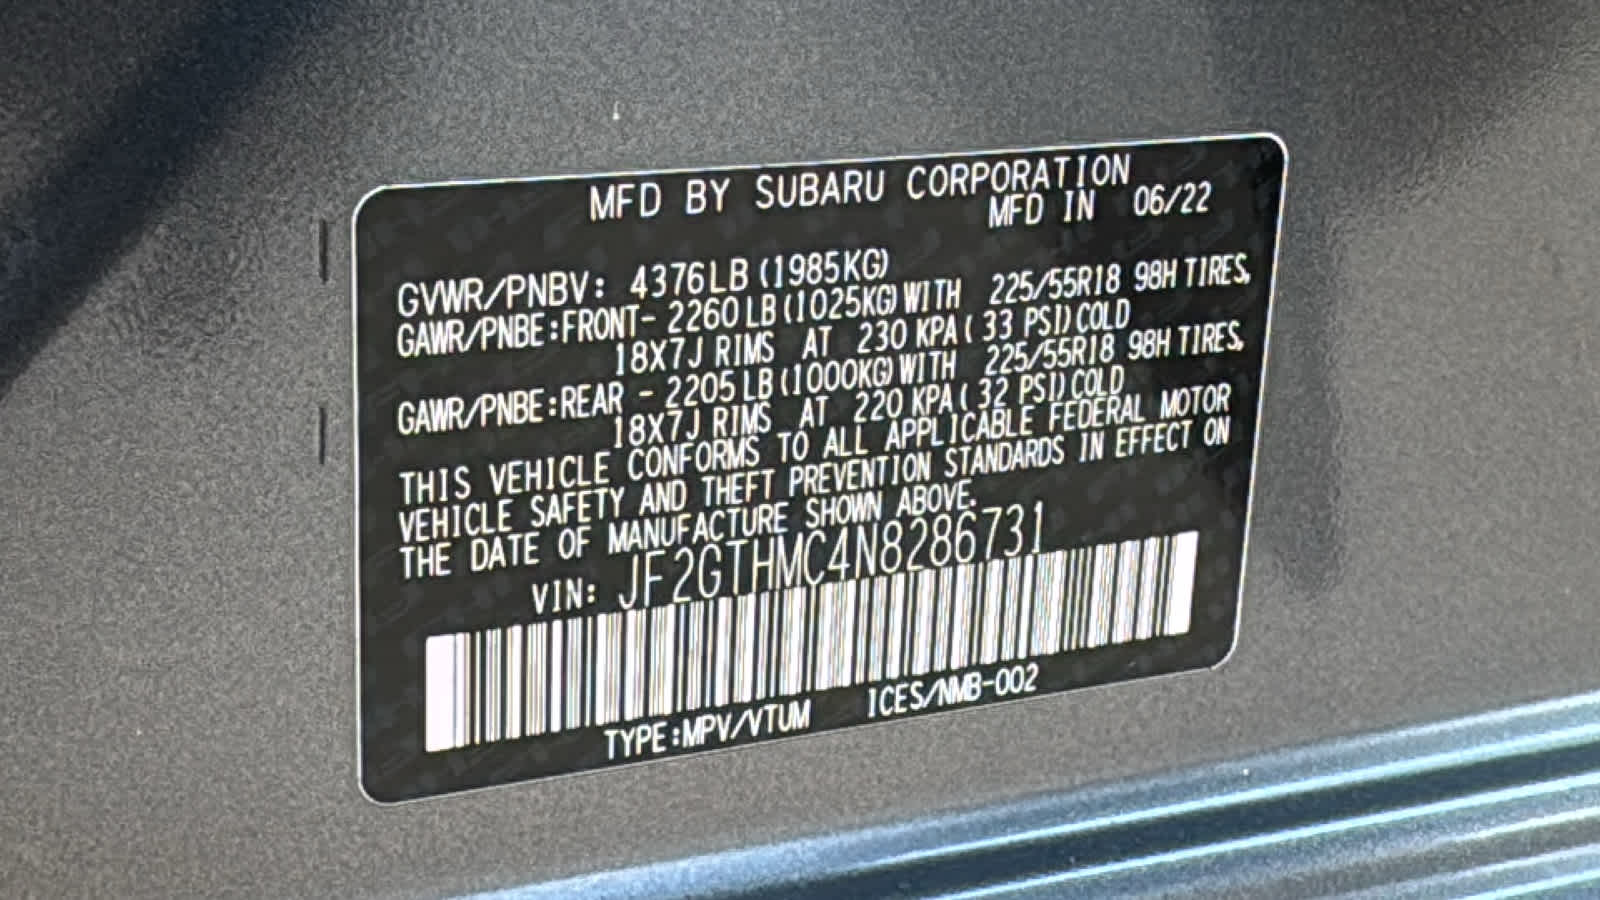 MFD BY SUBARU CORPORATION
MFD IN 06/22
GVWR/PNBV: 4376LB (1985KG)
GAWR/PNBE:FRONT- 2260LB (1025KG) WITH 225/55R18 98H TIRES,
18X7J RIMS AT 230 KPA ( 33 PSI) COLD
GAWR/PNBE:REAR - 2205LB (1000KG) WITH 225/55R18 98H TIRES,
18X7J RIMS AT 220 KPA ( 32 PSI) COLD
THIS VEHICLE CONFORMS TO ALL APPLICABLE FEDERAL MOTOR
VEHICLE SAFETY AND THEFT PREVENTION STANDARDS IN EFFECT ON
THE DATE OF MANUFACTURE SHOWN ABOVE.
VIN: JF2GTHMC4N8286731
TYPE:MPV/VTUM ICES/NMB-002